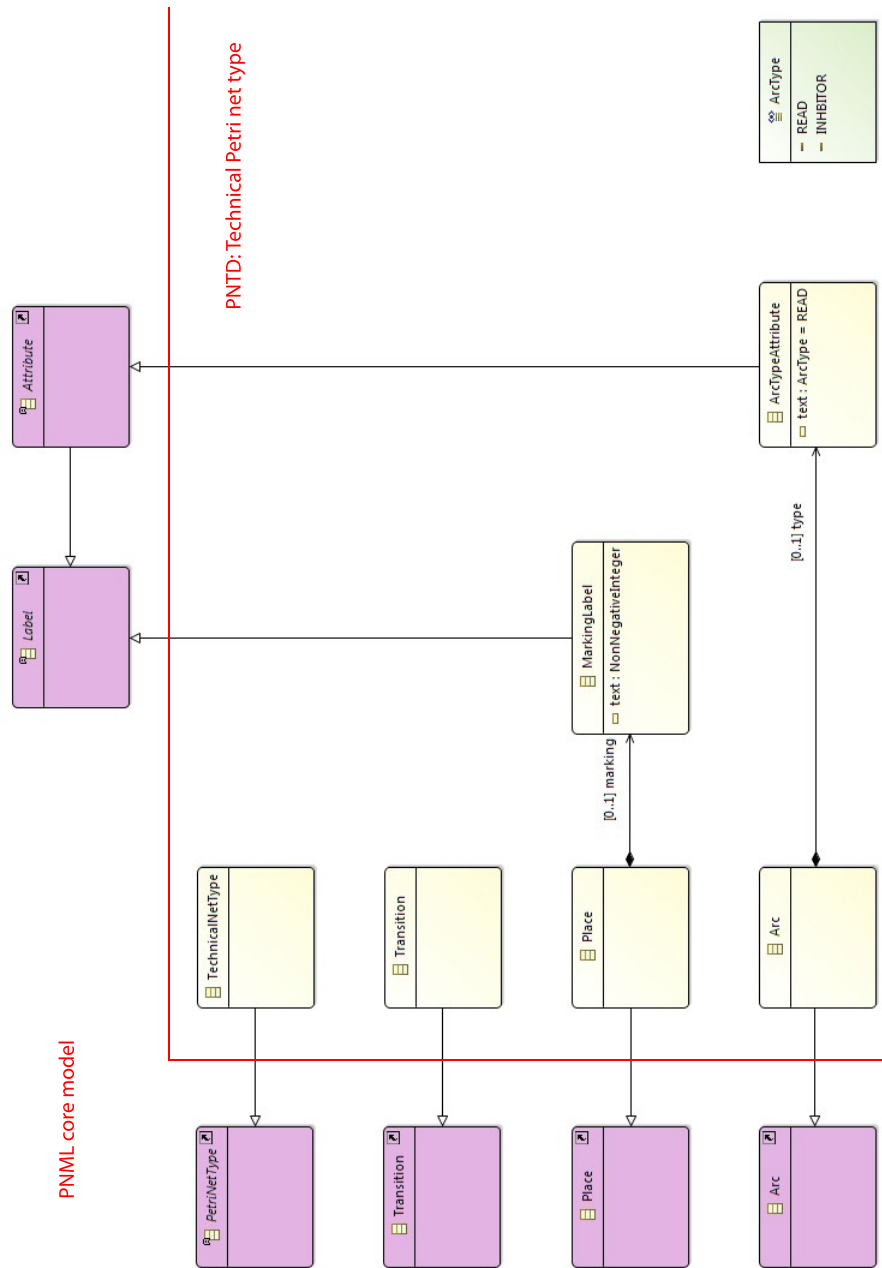 PNML core model
PNTD: Technical Petri net type
PetriNetType
Transition
Place
Arc
TechnicalNetType
Transition
Place
Arc
[0..1] marking
[0..1] type
Label
MarkingLabel
text : NonNegativeInteger
Attribute
ArcTypeAttribute
text : ArcType = READ
ArcType
READ
INHBITOR